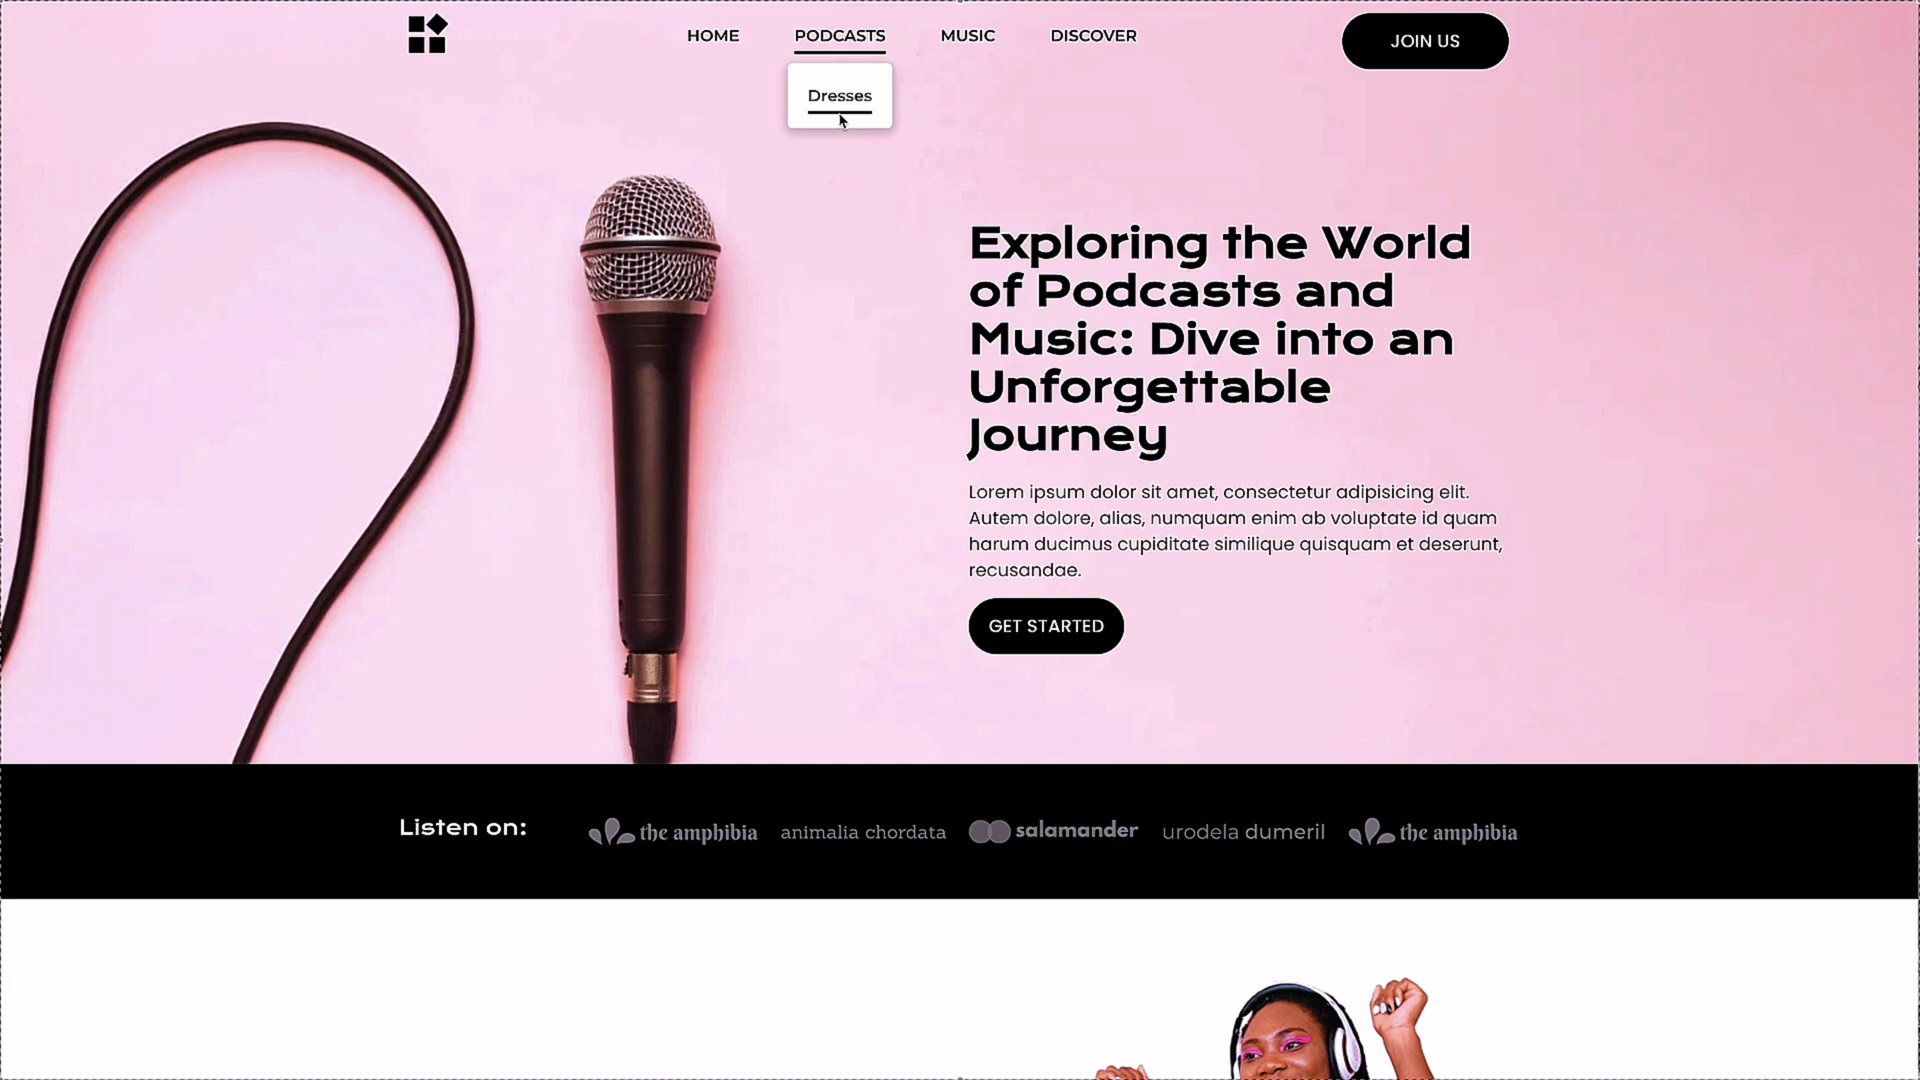 HOME PODCASTS MUSIC DISCOVER JOIN US
Dresses
Exploring the World
of Podcasts and
Music: Dive into an
Unforgettable
Journey
Lorem ipsum dolor sit amet, consectetur adipisicing elit.
Autem dolore, alias, numquam enim ab voluptate id quam
harum ducimus cupiditate similique quisquam et deserunt,
recusandae.
GET STARTED
Listen on: the amphibia animalia chordata salamander urodela dumeril the amphibia